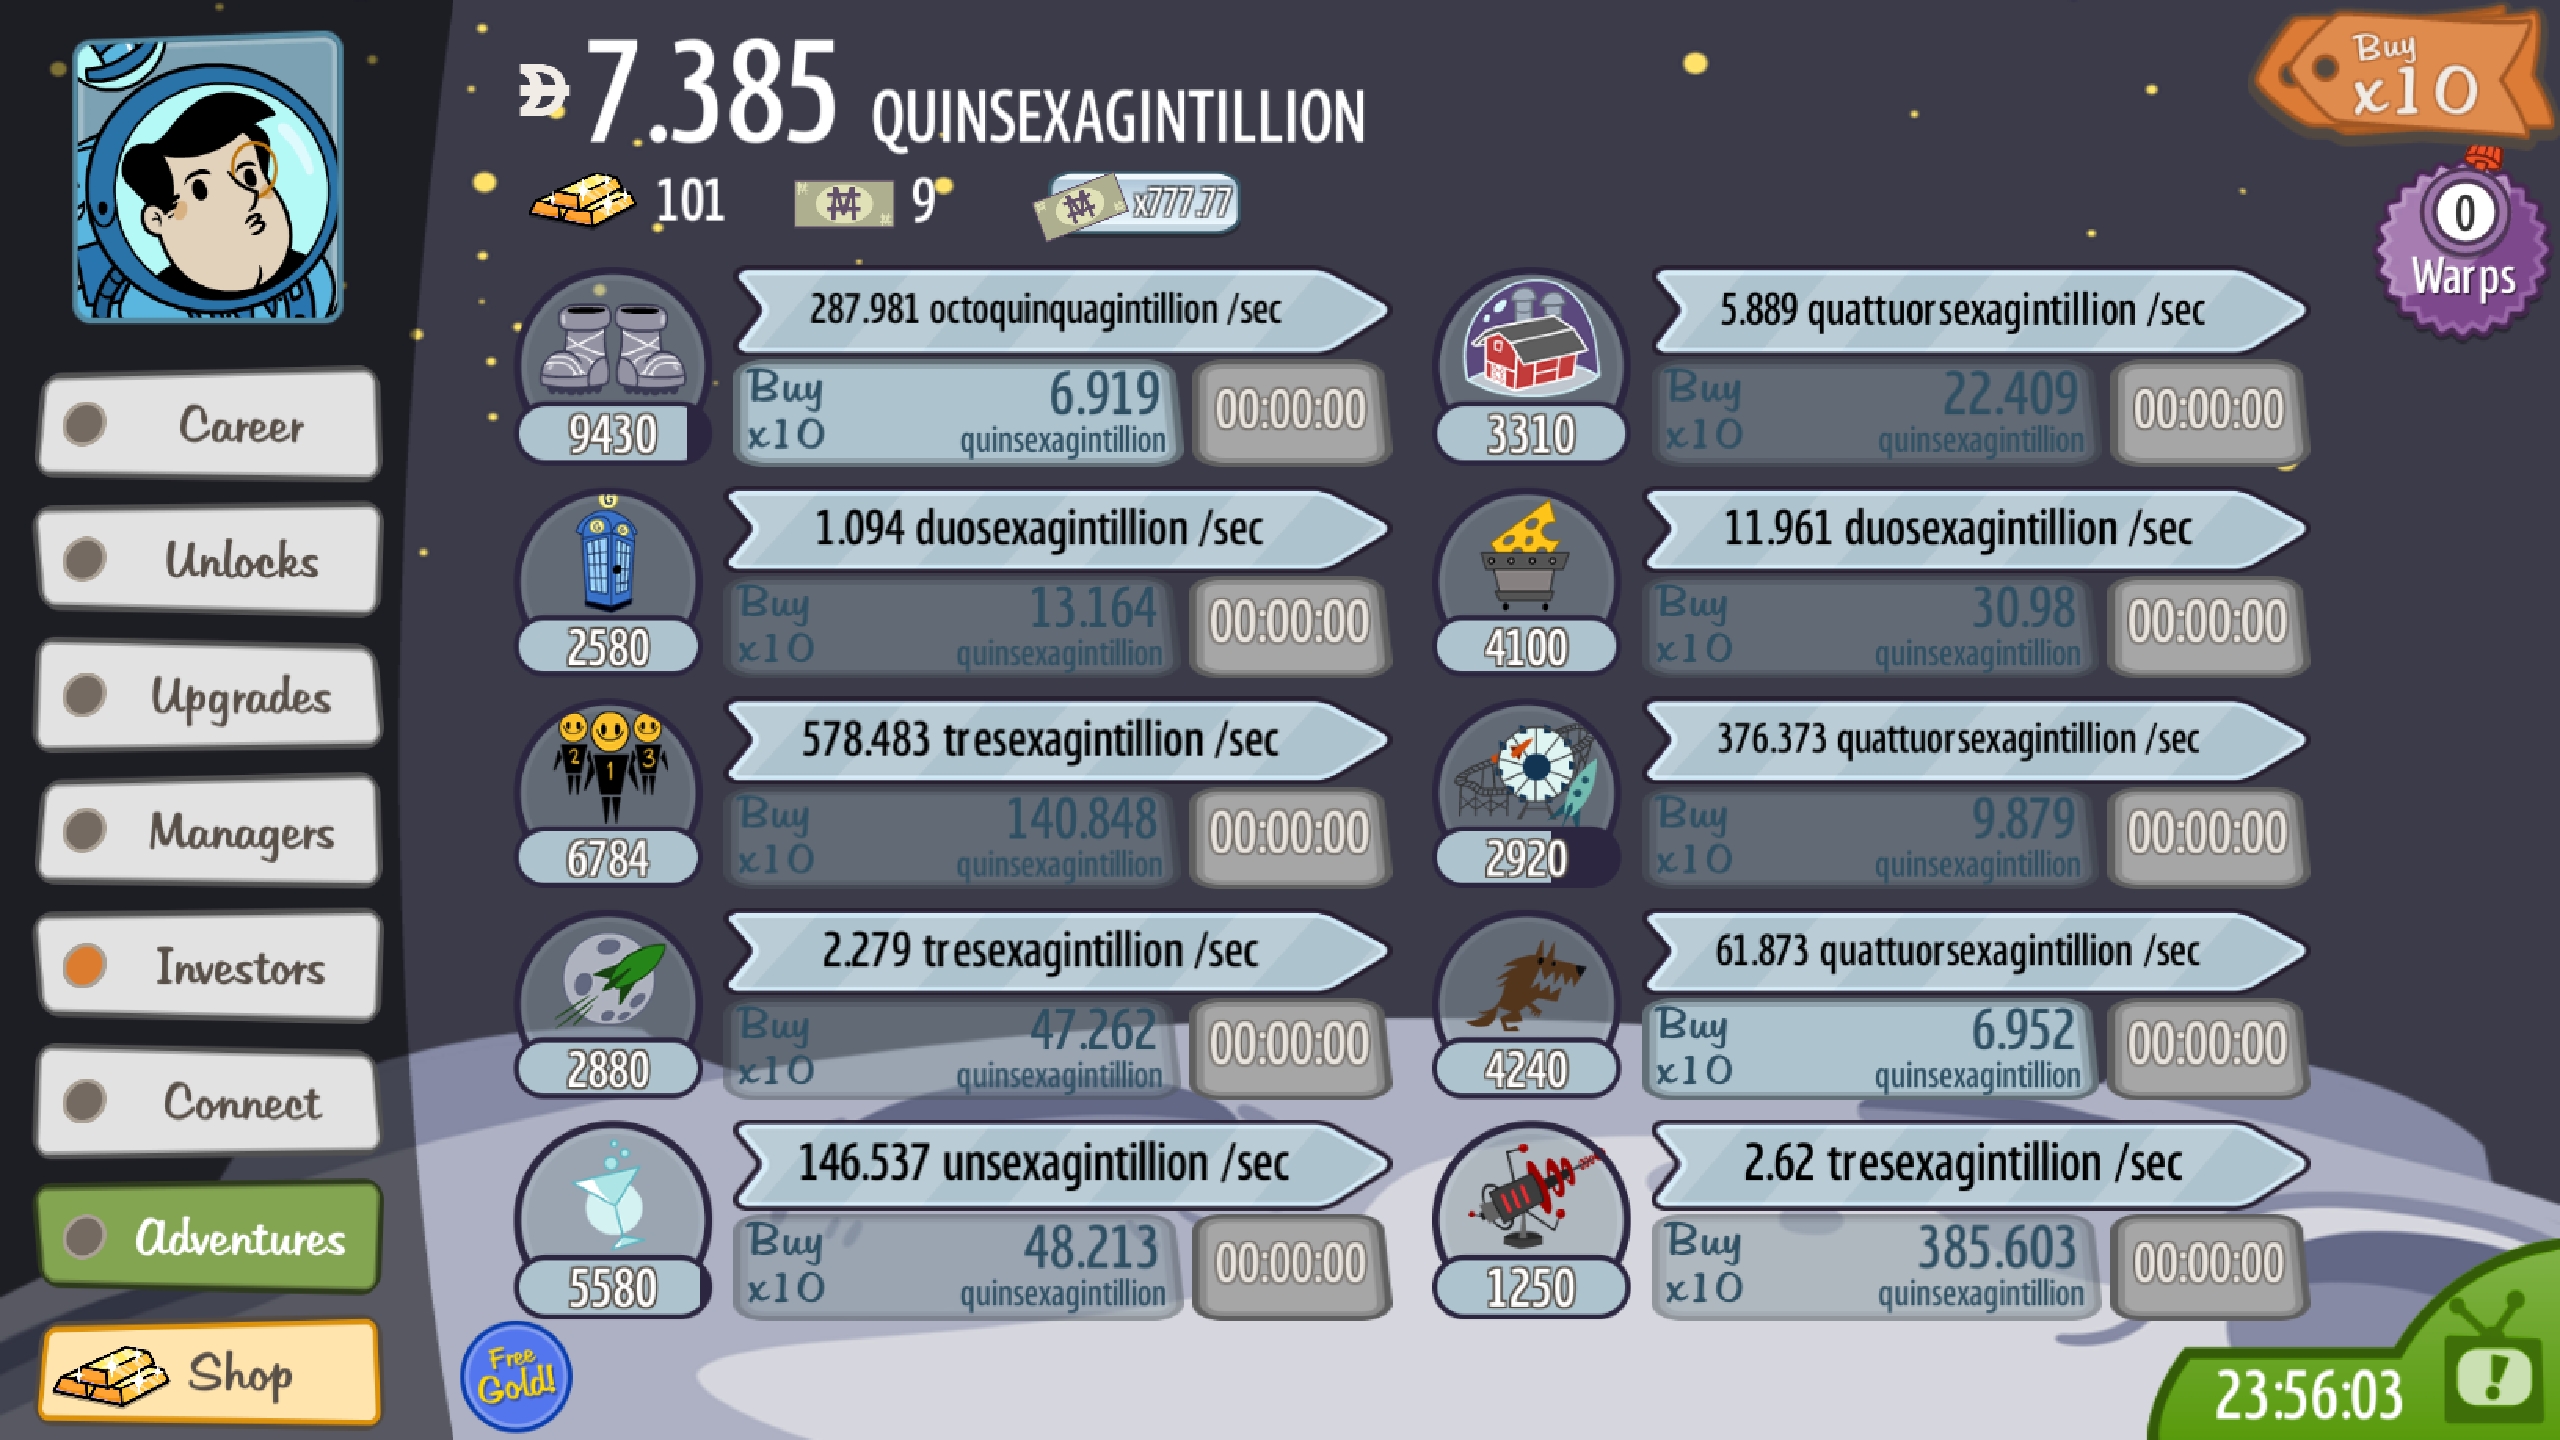 7.385 QUINSEXAGINTILLION
Buy
x10
101
9
x777.77
0
Warps
Career
Unlocks
Upgrades
Managers
Investors
Connect
Adventures
Shop
287.981 octoquinquagintillion /sec
9430
Buy
x10
6.919
quinsexagintillion
00:00:00
5.889 quattuorsexagintillion /sec
3310
Buy
x10
22.409
quinsexagintillion
00:00:00
1.094 duosexagintillion /sec
2580
Buy
x10
13.164
quinsexagintillion
00:00:00
11.961 duosexagintillion /sec
4100
Buy
x10
30.98
quinsexagintillion
00:00:00
578.483 tresexagintillion /sec
2 1 3
6784
Buy
x10
140.848
quinsexagintillion
00:00:00
376.373 quattuorsexagintillion /sec
2920
Buy
x10
9.879
quinsexagintillion
00:00:00
2.279 tresexagintillion /sec
2880
Buy
x10
47.262
quinsexagintillion
00:00:00
61.873 quattuorsexagintillion /sec
4240
Buy
x10
6.952
quinsexagintillion
00:00:00
146.537 unsexagintillion /sec
5580
Buy
x10
48.213
quinsexagintillion
00:00:00
2.62 tresexagintillion /sec
1250
Buy
x10
385.603
quinsexagintillion
00:00:00
Free
Gold!
23:56:03
!